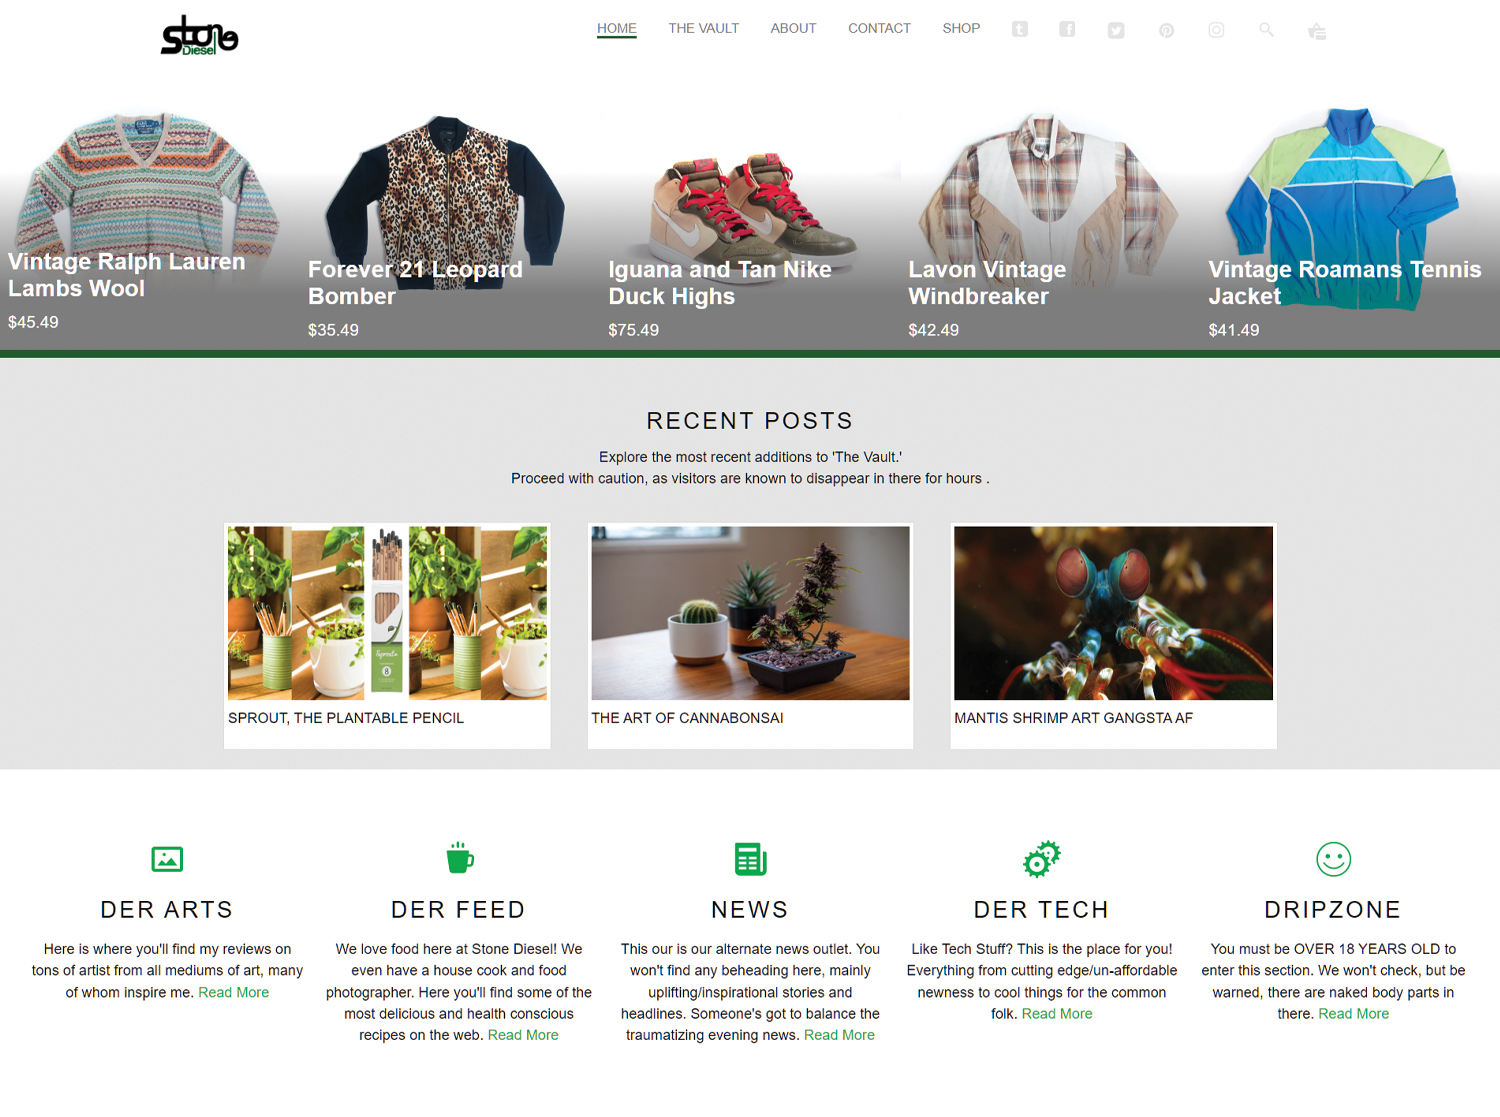 Stone
Diesel
HOME THE VAULT ABOUT CONTACT SHOP
Vintage Ralph Lauren
Lambs Wool
$45.49
Forever 21 Leopard
Bomber
$35.49
Iguana and Tan Nike
Duck Highs
$75.49
Lavon Vintage
Windbreaker
$42.49
Vintage Roamans Tennis
Jacket
$41.49
RECENT POSTS
Explore the most recent additions to 'The Vault.'
Proceed with caution, as visitors are known to disappear in there for hours .
Sprout
8
SPROUT, THE PLANTABLE PENCIL
THE ART OF CANNABONSAI
MANTIS SHRIMP ART GANGSTA AF
DER ARTS
Here is where you'll find my reviews on
tons of artist from all mediums of art, many
of whom inspire me. Read More
DER FEED
We love food here at Stone Diesel! We
even have a house cook and food
photographer. Here you'll find some of the
most delicious and health conscious
recipes on the web. Read More
NEWS
This our is our alternate news outlet. You
won't find any beheading here, mainly
uplifting/inspirational stories and
headlines. Someone's got to balance the
traumatizing evening news. Read More
DER TECH
Like Tech Stuff? This is the place for you!
Everything from cutting edge/un-affordable
newness to cool things for the common
folk. Read More
DRIPZONE
You must be OVER 18 YEARS OLD to
enter this section. We won't check, but be
warned, there are naked body parts in
there. Read More